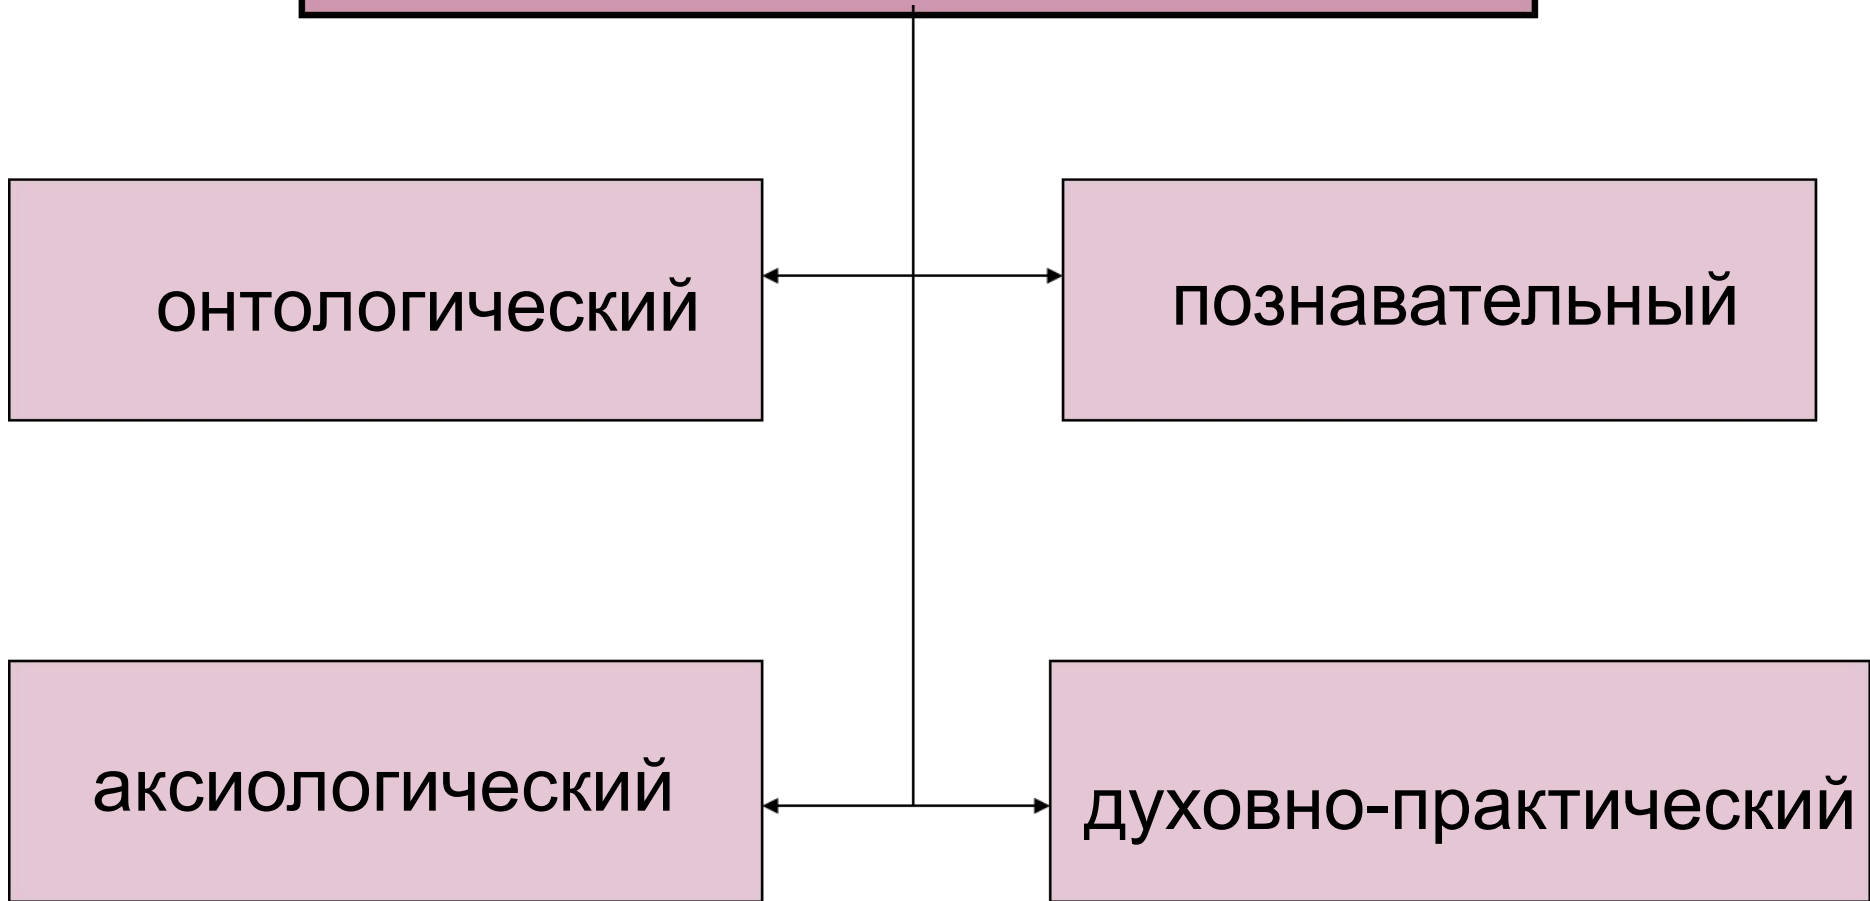 онтологический
познавательный
аксиологический
духовно-практический